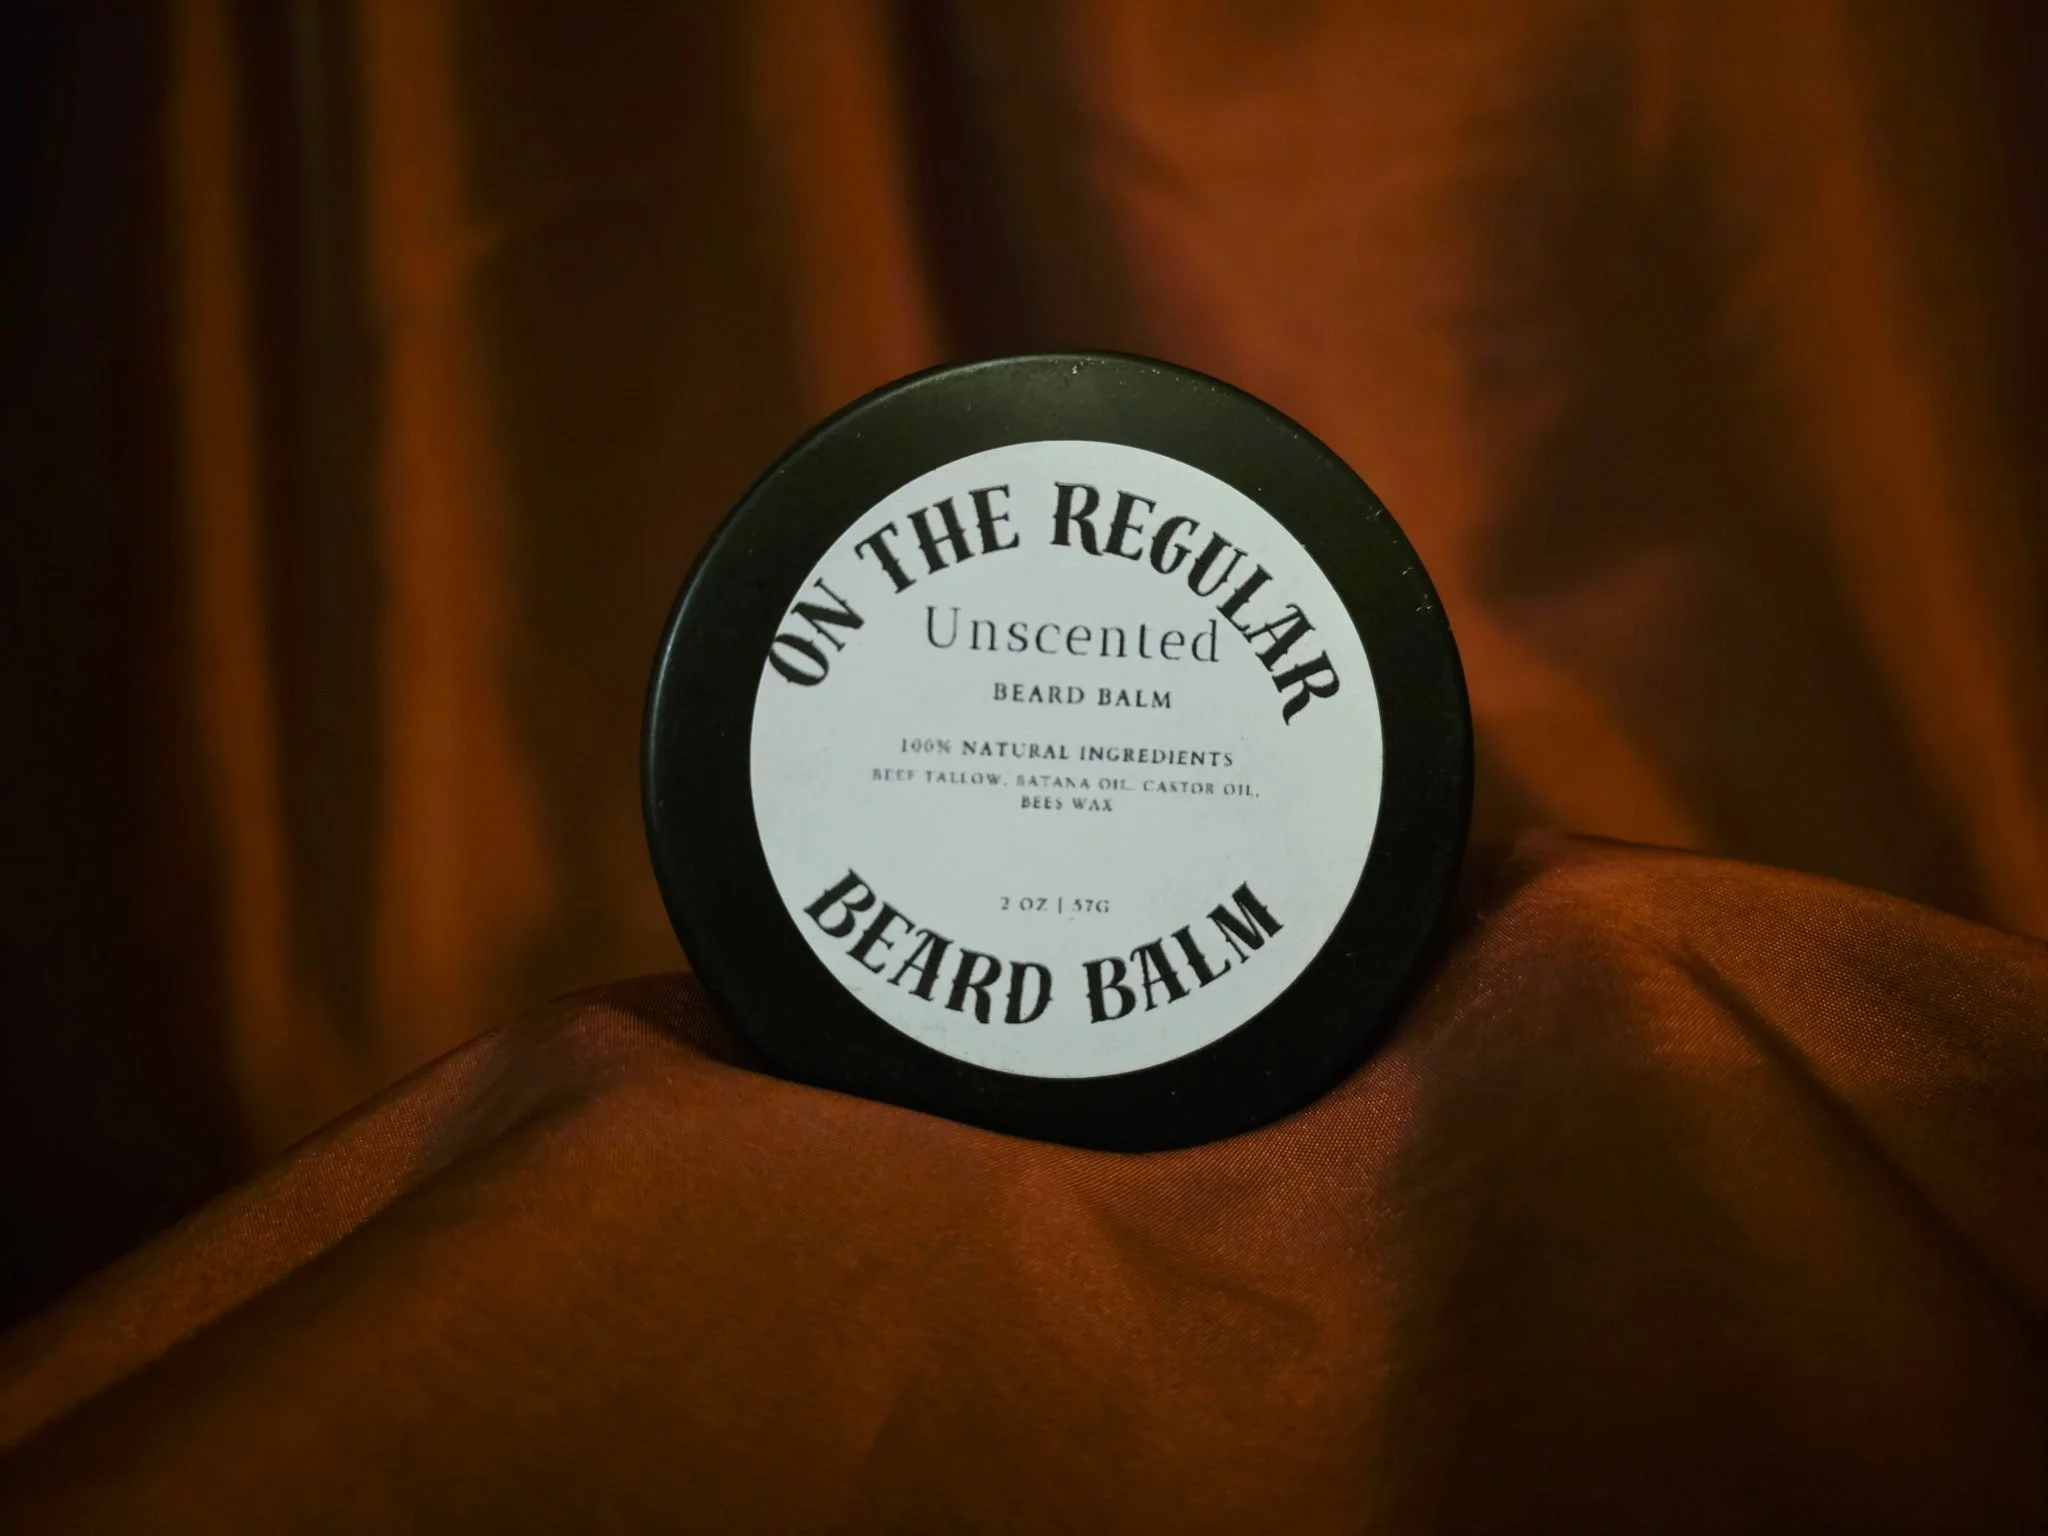 ON THE REGULAR
Unscented
BEARD BALM
100% NATURAL INGREDIENTS
BEEF TALLOW, BATANA OIL, CASTOR OIL,
BEES WAX
2 OZ | 57G
BEARD BALM